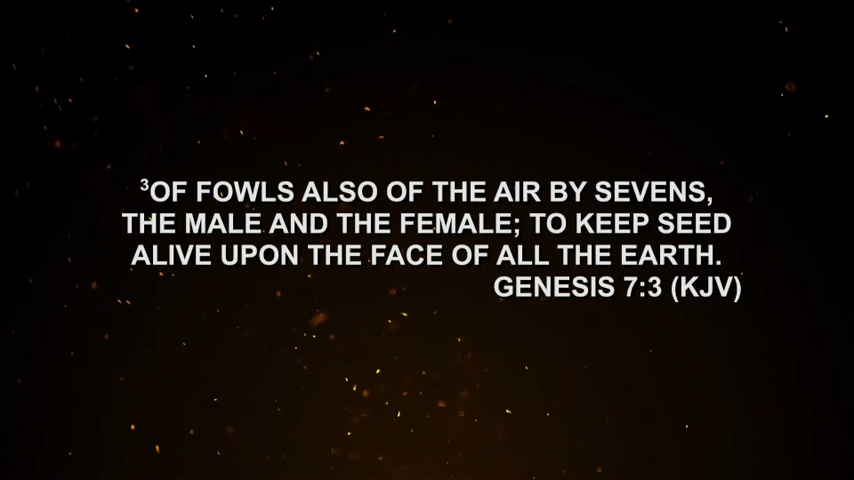 ³OF FOWLS ALSO OF THE AIR BY SEVENS,
THE MALE AND THE FEMALE; TO KEEP SEED
ALIVE UPON THE FACE OF ALL THE EARTH.
GENESIS 7:3 (KJV)